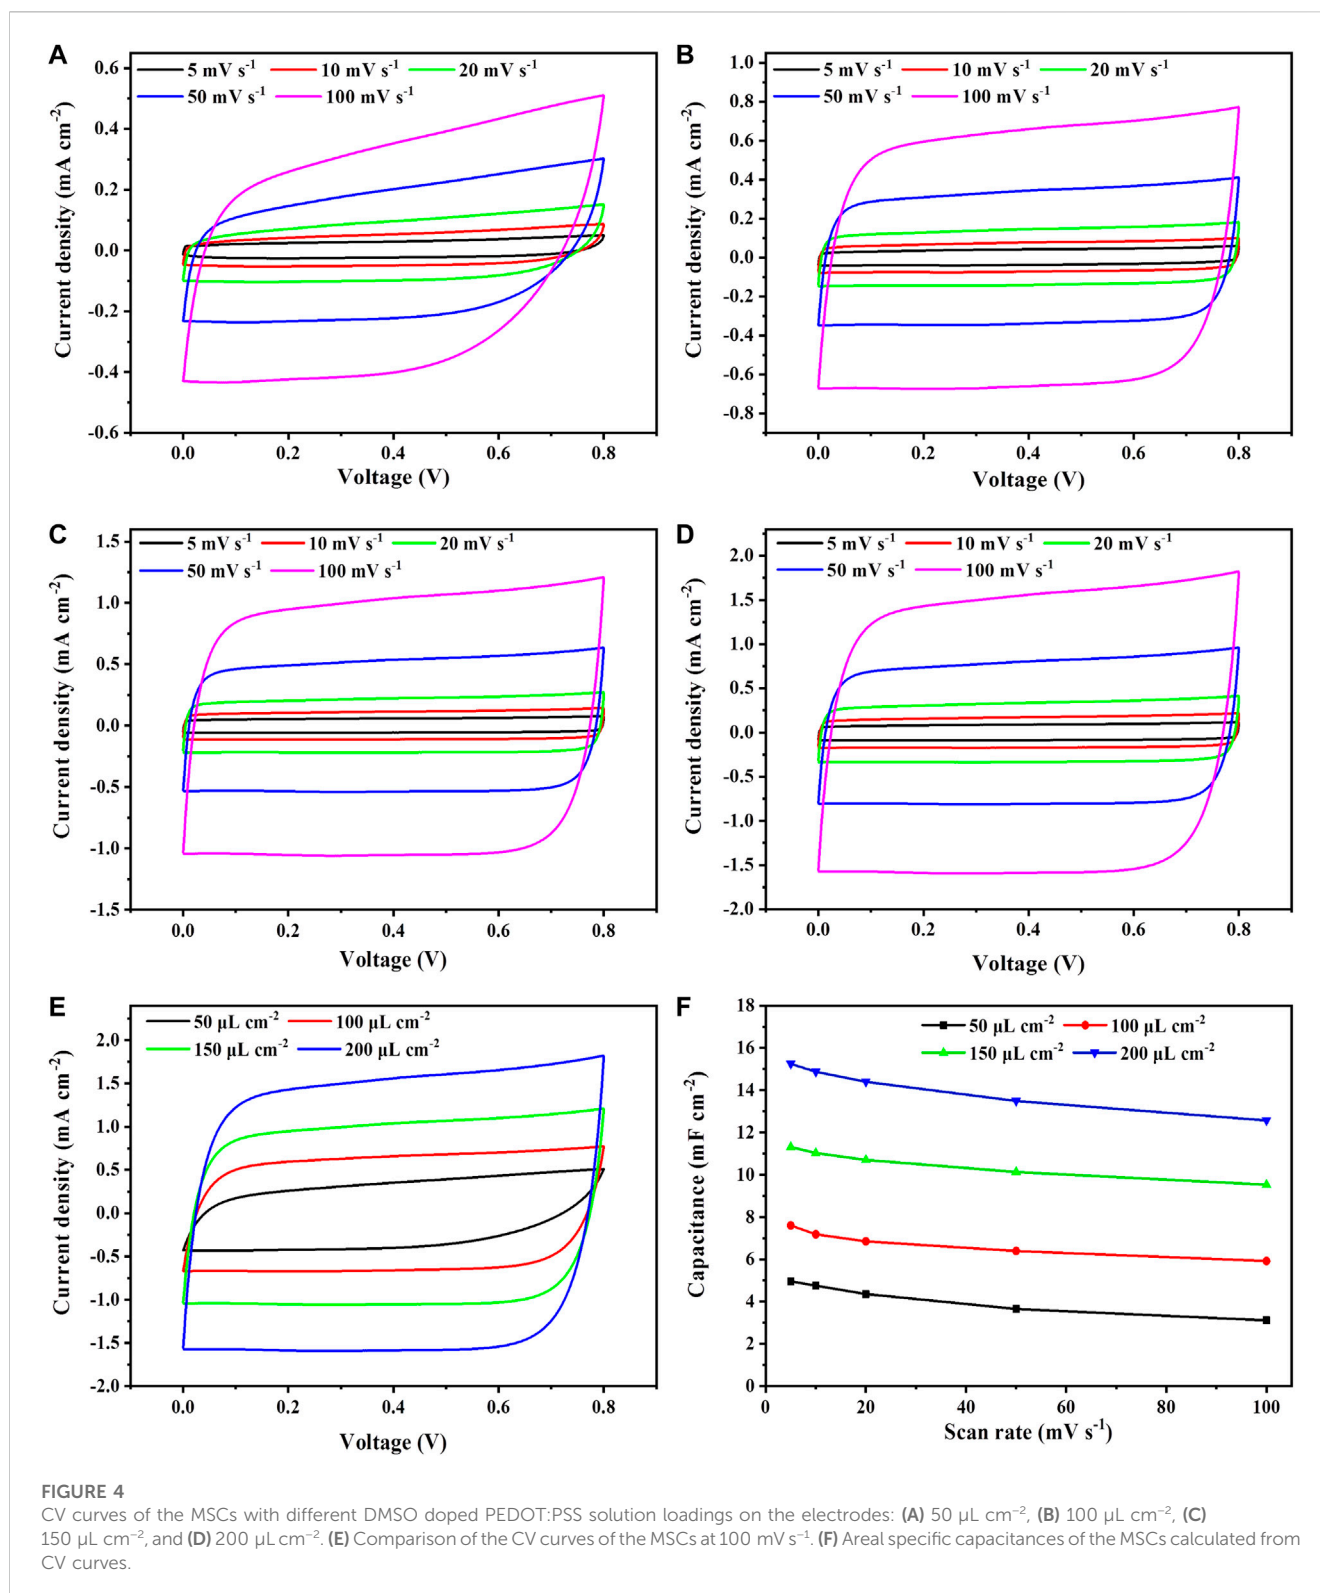 A
5 mV s⁻¹ 10 mV s⁻¹ 20 mV s⁻¹
50 mV s⁻¹ 100 mV s⁻¹
Current density (mA cm⁻²)
0.6
0.4
0.2
0.0
-0.2
-0.4
-0.6
0.0 0.2 0.4 0.6 0.8
Voltage (V)
B
5 mV s⁻¹ 10 mV s⁻¹ 20 mV s⁻¹
50 mV s⁻¹ 100 mV s⁻¹
Current density (mA cm⁻²)
1.0
0.8
0.6
0.4
0.2
0.0
-0.2
-0.4
-0.6
-0.8
0.0 0.2 0.4 0.6 0.8
Voltage (V)
C
5 mV s⁻¹ 10 mV s⁻¹ 20 mV s⁻¹
50 mV s⁻¹ 100 mV s⁻¹
Current density (mA cm⁻²)
1.5
1.0
0.5
0.0
-0.5
-1.0
-1.5
0.0 0.2 0.4 0.6 0.8
Voltage (V)
D
5 mV s⁻¹ 10 mV s⁻¹ 20 mV s⁻¹
50 mV s⁻¹ 100 mV s⁻¹
Current density (mA cm⁻²)
2.0
1.5
1.0
0.5
0.0
-0.5
-1.0
-1.5
-2.0
0.0 0.2 0.4 0.6 0.8
Voltage (V)
E
50 μL cm⁻² 100 μL cm⁻²
150 μL cm⁻² 200 μL cm⁻²
Current density (mA cm⁻²)
2.0
1.5
1.0
0.5
0.0
-0.5
-1.0
-1.5
-2.0
0.0 0.2 0.4 0.6 0.8
Voltage (V)
F
50 μL cm⁻² 100 μL cm⁻²
150 μL cm⁻² 200 μL cm⁻²
Capacitance (mF cm⁻²)
18
16
14
12
10
8
6
4
2
0
0 20 40 60 80 100
Scan rate (mV s⁻¹)
FIGURE 4
CV curves of the MSCs with different DMSO doped PEDOT:PSS solution loadings on the electrodes: (A) 50 μL cm⁻², (B) 100 μL cm⁻², (C)
150 μL cm⁻², and (D) 200 μL cm⁻². (E) Comparison of the CV curves of the MSCs at 100 mV s⁻¹. (F) Areal specific capacitances of the MSCs calculated from
CV curves.